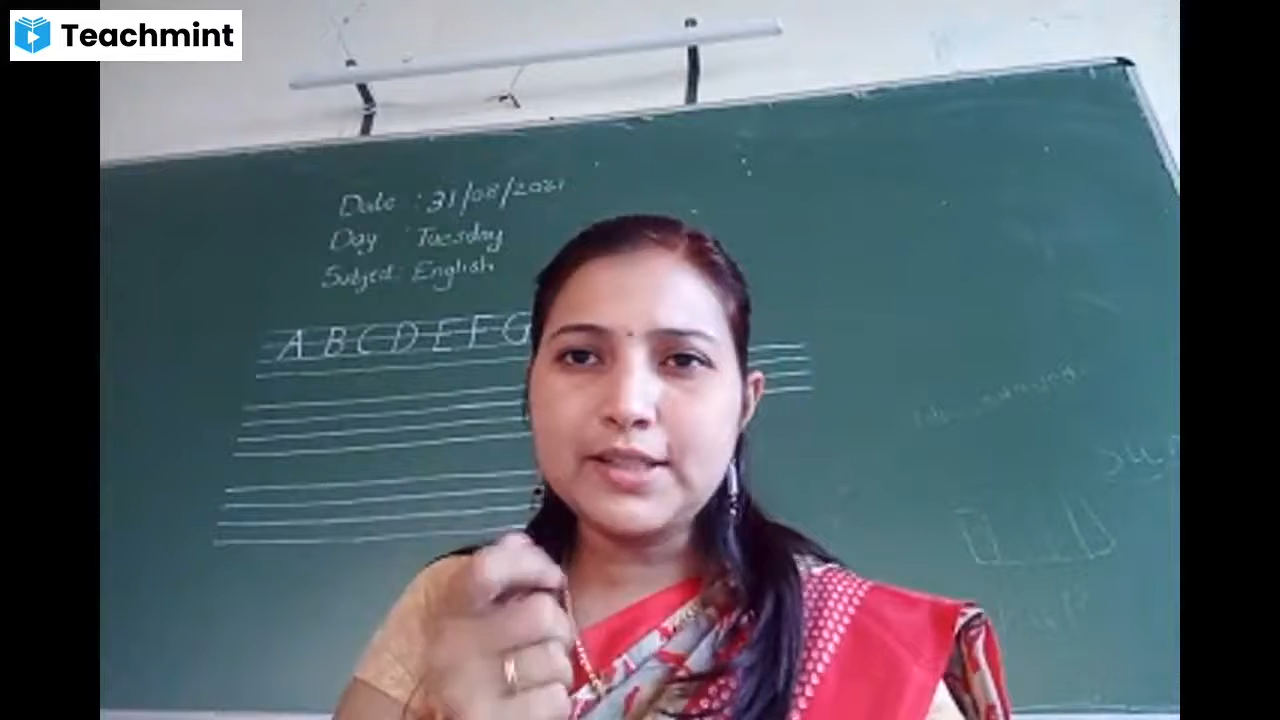 Teachmint
Date : 31/08/2021
Day : Tuesday
Subject : English
A B C D E F G